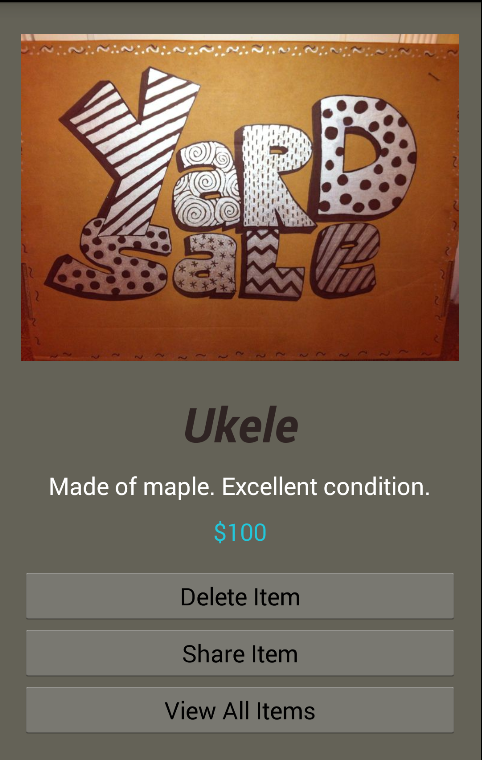 YaRD
SaLe
Ukele
Made of maple. Excellent condition.
$100
Delete Item
Share Item
View All Items